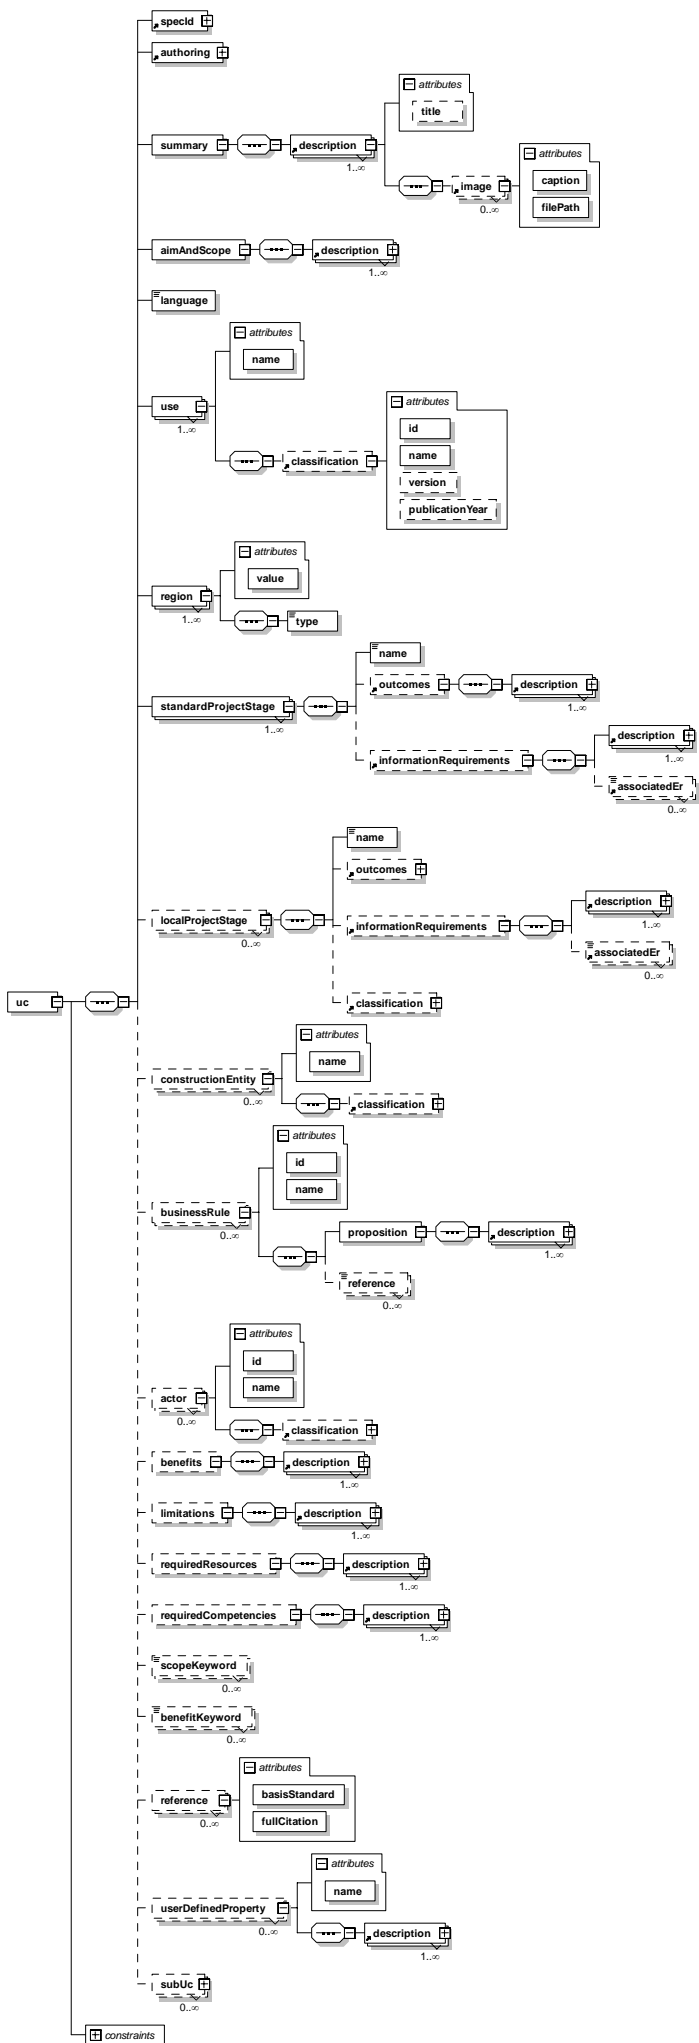 specId
authoring
attributes
title
summary
description
1..∞
attributes
image
0..∞
caption
filePath
aimAndScope
description
1..∞
language
attributes
name
use
1..∞
attributes
id
classification
name
version
publicationYear
attributes
value
region
1..∞
type
name
outcomes
description
1..∞
standardProjectStage
1..∞
description
1..∞
informationRequirements
associatedEr
0..∞
name
outcomes
description
1..∞
localProjectStage
0..∞
informationRequirements
associatedEr
0..∞
uc
classification
attributes
name
constructionEntity
0..∞
classification
attributes
id
name
businessRule
0..∞
proposition
description
1..∞
reference
0..∞
attributes
id
name
actor
0..∞
classification
benefits
description
1..∞
limitations
description
1..∞
requiredResources
description
1..∞
requiredCompetencies
description
1..∞
scopeKeyword
0..∞
benefitKeyword
0..∞
attributes
basisStandard
reference
0..∞
fullCitation
attributes
name
userDefinedProperty
0..∞
description
1..∞
subUc
0..∞
constraints